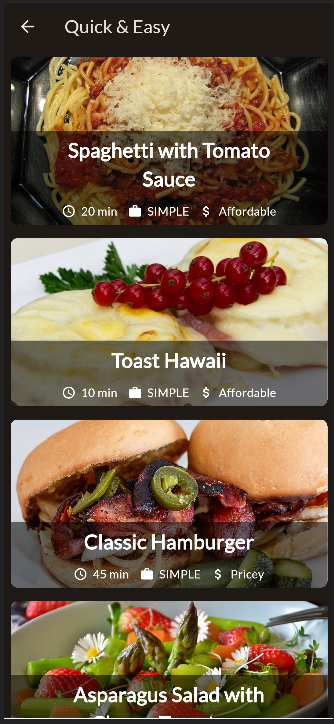 Quick & Easy
Spaghetti with Tomato
Sauce
20 min SIMPLE $ Affordable
Toast Hawaii
10 min SIMPLE $ Affordable
Classic Hamburger
45 min SIMPLE $ Pricey
Asparagus Salad with